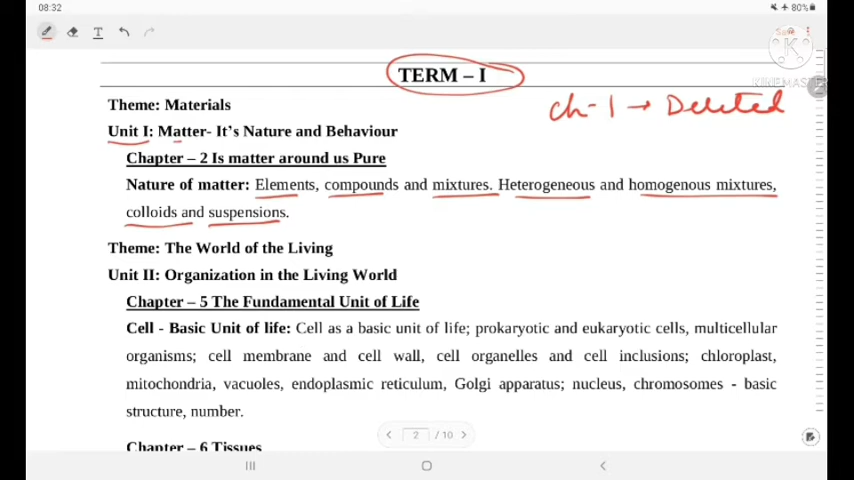 08:32
80%
T
TERM – I
Ch-1 → Deleted
K
KINEMASTER
Theme: Materials
Unit I: Matter- It’s Nature and Behaviour
Chapter – 2 Is matter around us Pure
Nature of matter: Elements, compounds and mixtures. Heterogeneous and homogenous mixtures,
colloids and suspensions.
Theme: The World of the Living
Unit II: Organization in the Living World
Chapter – 5 The Fundamental Unit of Life
Cell - Basic Unit of life: Cell as a basic unit of life; prokaryotic and eukaryotic cells, multicellular
organisms; cell membrane and cell wall, cell organelles and cell inclusions; chloroplast,
mitochondria, vacuoles, endoplasmic reticulum, Golgi apparatus; nucleus, chromosomes - basic
structure, number.
Chapter – 6 Tissues
2 / 10